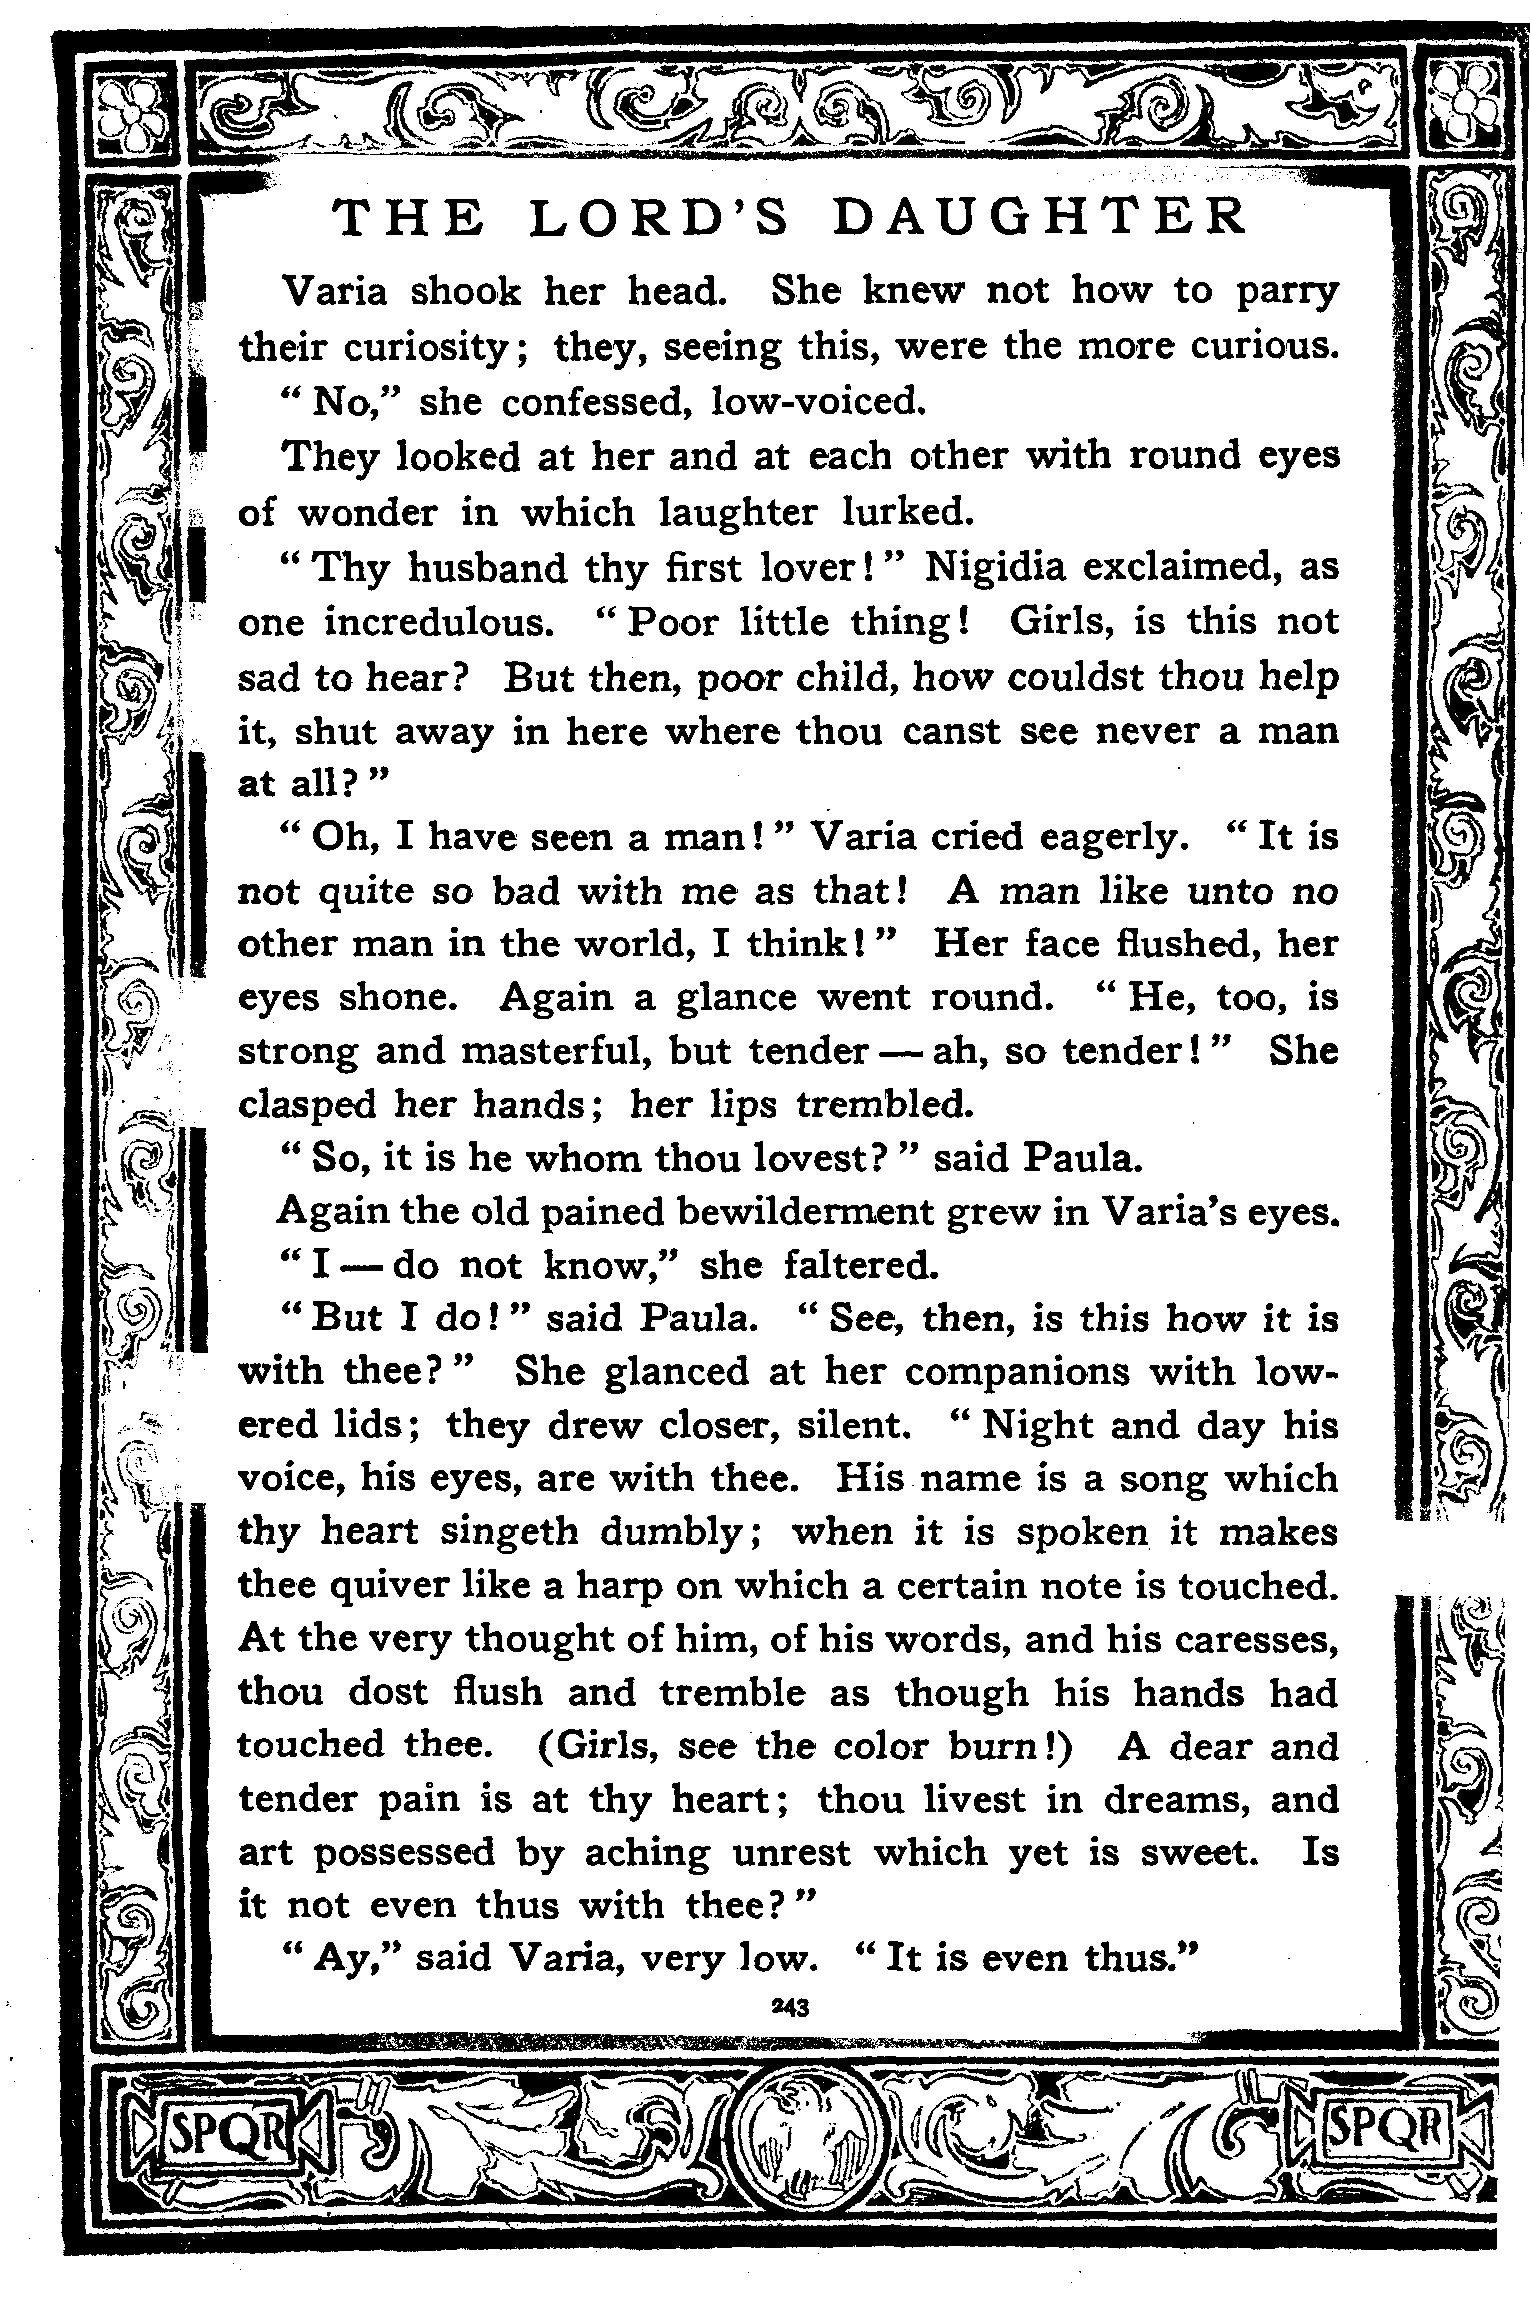 THE LORD'S DAUGHTER
Varia shook her head. She knew not how to parry
their curiosity; they, seeing this, were the more curious.
“ No,” she confessed, low-voiced.
They looked at her and at each other with round eyes
of wonder in which laughter lurked.
“ Thy husband thy first lover! ” Nigidia exclaimed, as
one incredulous. “ Poor little thing! Girls, is this not
sad to hear? But then, poor child, how couldst thou help
it, shut away in here where thou canst see never a man
at all? ”
“ Oh, I have seen a man! ” Varia cried eagerly. “ It is
not quite so bad with me as that! A man like unto no
other man in the world, I think! ” Her face flushed, her
eyes shone. Again a glance went round. “ He, too, is
strong and masterful, but tender — ah, so tender! ” She
clasped her hands; her lips trembled.
“ So, it is he whom thou lovest? ” said Paula.
Again the old pained bewilderment grew in Varia's eyes.
“ I — do not know,” she faltered.
“ But I do! ” said Paula. “ See, then, is this how it is
with thee? ” She glanced at her companions with low-
ered lids; they drew closer, silent. “ Night and day his
voice, his eyes, are with thee. His name is a song which
thy heart singeth dumbly; when it is spoken it makes
thee quiver like a harp on which a certain note is touched.
At the very thought of him, of his words, and his caresses,
thou dost flush and tremble as though his hands had
touched thee. (Girls, see the color burn!) A dear and
tender pain is at thy heart; thou livest in dreams, and
art possessed by aching unrest which yet is sweet. Is
it not even thus with thee? ”
“ Ay,” said Varia, very low. “ It is even thus.”
243
SPQR SPQR